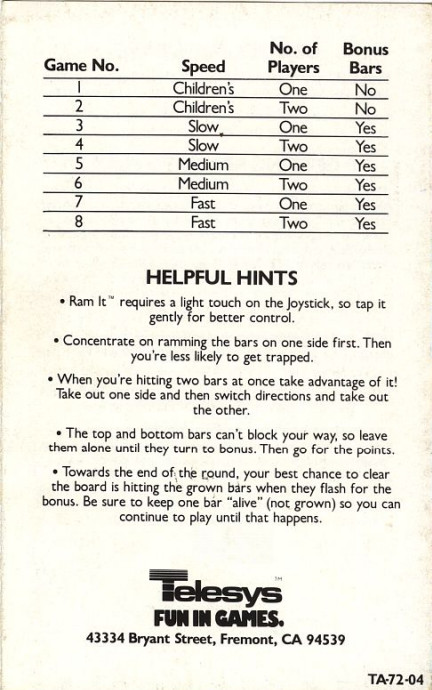 No. of Bonus
Game No. Speed Players Bars
1 Children's One No
2 Children's Two No
3 Slow One Yes
4 Slow Two Yes
5 Medium One Yes
6 Medium Two Yes
7 Fast One Yes
8 Fast Two Yes
HELPFUL HINTS
• Ram It™ requires a light touch on the Joystick, so tap it
gently for better control.
• Concentrate on ramming the bars on one side first. Then
you're less likely to get trapped.
• When you're hitting two bars at once take advantage of it!
Take out one side and then switch directions and take out
the other.
• The top and bottom bars can't block your way, so leave
them alone until they turn to bonus. Then go for the points.
• Towards the end of the round, your best chance to clear
the board is hitting the grown bars when they flash for the
bonus. Be sure to keep one bar "alive" (not grown) so you can
continue to play until that happens.
Telesys™
FUN IN GAMES.
43334 Bryant Street, Fremont, CA 94539
TA-72-04